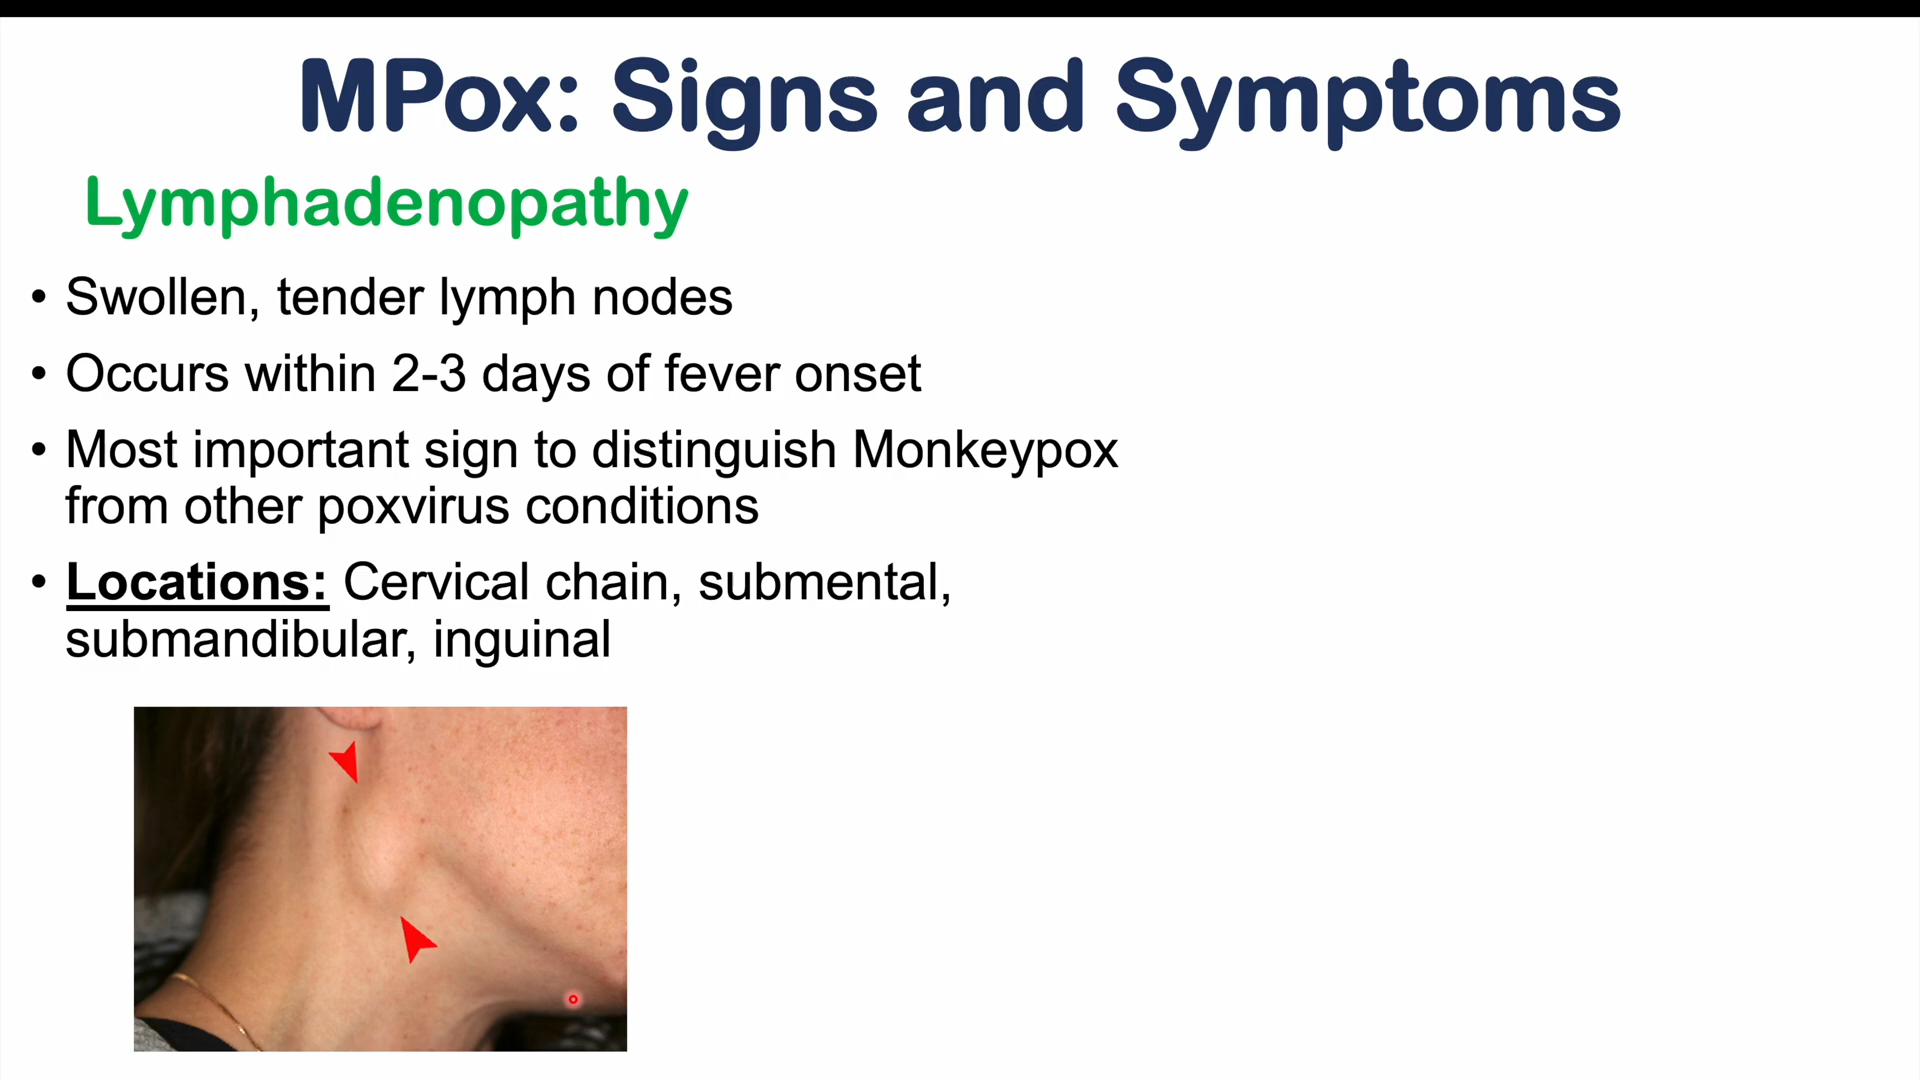 MPox: Signs and Symptoms
Lymphadenopathy
• Swollen, tender lymph nodes
• Occurs within 2-3 days of fever onset
• Most important sign to distinguish Monkeypox
from other poxvirus conditions
• Locations: Cervical chain, submental,
submandibular, inguinal